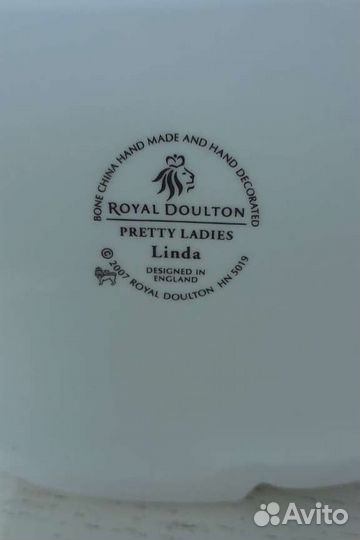 BONE CHINA HAND MADE AND HAND DECORATED
ROYAL DOULTON
PRETTY LADIES
Linda
DESIGNED IN
ENGLAND
© 2007 ROYAL DOULTON HN 5019
Avito